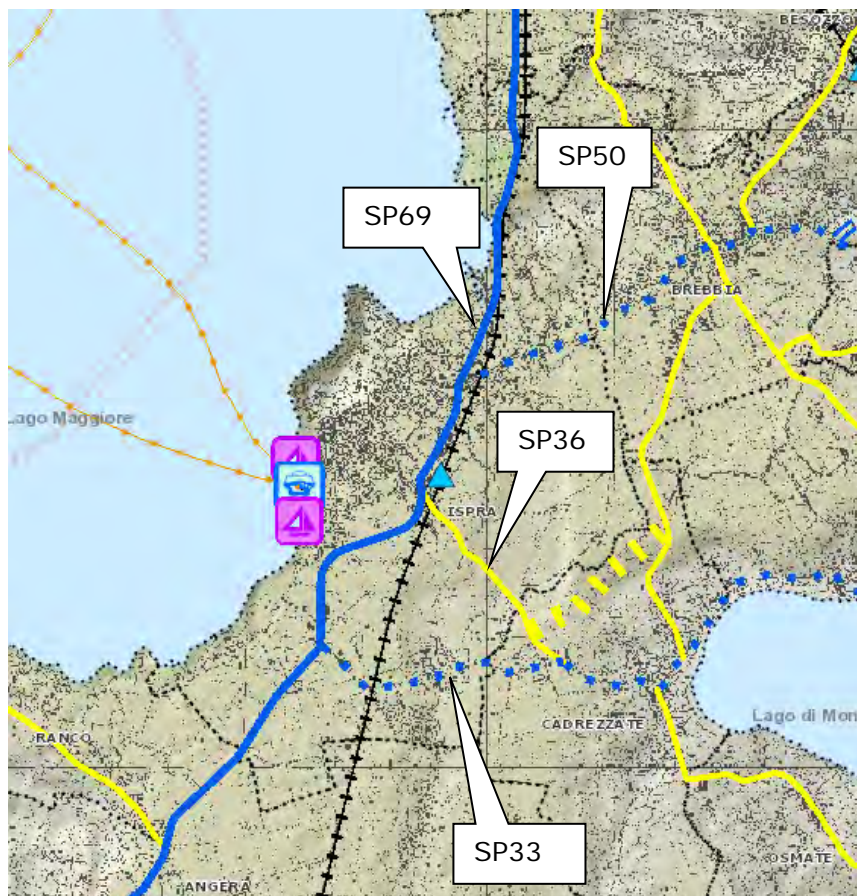 BESOZZO
SP50
SP69
BREBBIA
Lago Maggiore
SP36
ISPRA
Lago di Mon
CADREZZATE
RANCO
SP33
OSMATE
ANGERA